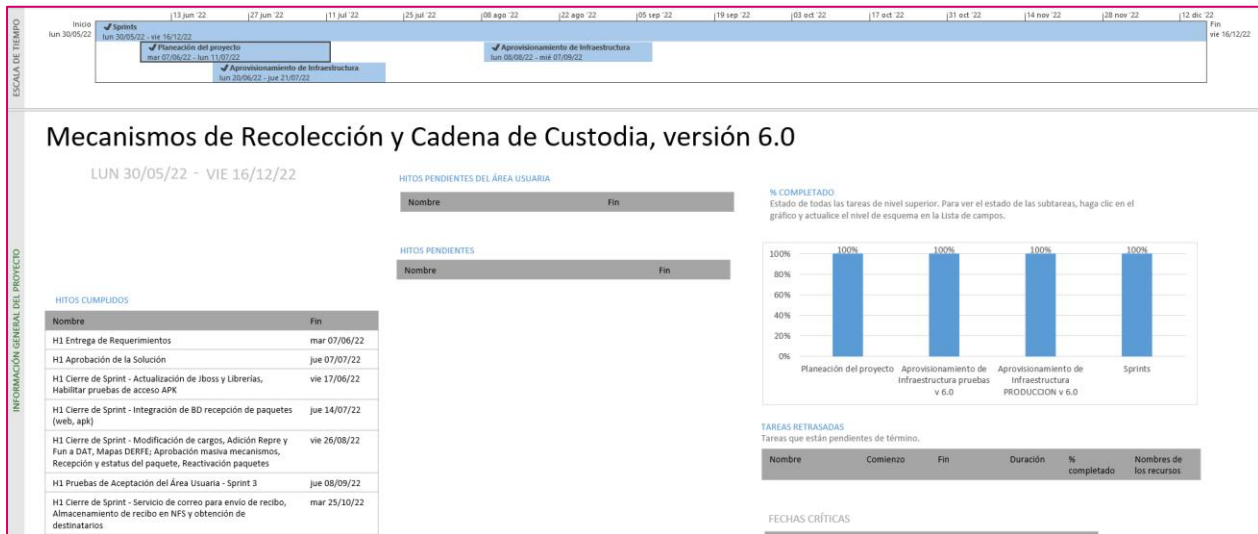 ESCALA DE TIEMPO
|13 jun '22 |27 jun '22 |11 jul '22 |25 jul '22 |08 ago '22 |22 ago '22 |05 sep '22 |19 sep '22 |03 oct '22 |17 oct '22 |31 oct '22 |14 nov '22 |28 nov '22 |12 dic '22
Inicio
lun 30/05/22
Sprints
lun 30/05/22 - vie 16/12/22
Fin
vie 16/12/22
Planeación del proyecto
mar 07/06/22 - lun 11/07/22
Aprovisionamiento de Infraestructura
lun 08/08/22 - mié 07/09/22
Aprovisionamiento de Infraestructura
lun 20/06/22 - jue 21/07/22
INFORMACIÓN GENERAL DEL PROYECTO
Mecanismos de Recolección y Cadena de Custodia, versión 6.0
LUN 30/05/22 - VIE 16/12/22
HITOS CUMPLIDOS
Nombre Fin
H1 Entrega de Requerimientos mar 07/06/22
H1 Aprobación de la Solución jue 07/07/22
H1 Cierre de Sprint - Actualización de Jboss y Librerías, vie 17/06/22
Habilitar pruebas de acceso APK
H1 Cierre de Sprint - Integración de BD recepción de paquetes jue 14/07/22
(web, apk)
H1 Cierre de Sprint - Modificación de cargos, Adición Repre y vie 26/08/22
Fun a DAT, Mapas DERFE; Aprobación masiva mecanismos,
Recepción y estatus del paquete, Reactivación paquetes
H1 Pruebas de Aceptación del Área Usuaria - Sprint 3 jue 08/09/22
H1 Cierre de Sprint - Servicio de correo para envío de recibo, mar 25/10/22
Almacenamiento de recibo en NFS y obtención de
destinatarios
HITOS PENDIENTES DEL ÁREA USUARIA
Nombre Fin
HITOS PENDIENTES
Nombre Fin
% COMPLETADO
Estado de todas las tareas de nivel superior. Para ver el estado de las subtareas, haga clic en el
gráfico y actualice el nivel de esquema en la Lista de campos.
100% 100% 100% 100%
100%
80%
60%
40%
20%
0%
Planeación del proyecto
Aprovisionamiento de
Infraestructura pruebas
v 6.0
Aprovisionamiento de
Infraestructura
PRODUCCION v 6.0
Sprints
TAREAS RETRASADAS
Tareas que están pendientes de término.
Nombre Comienzo Fin Duración % completado Nombres de los recursos
FECHAS CRÍTICAS